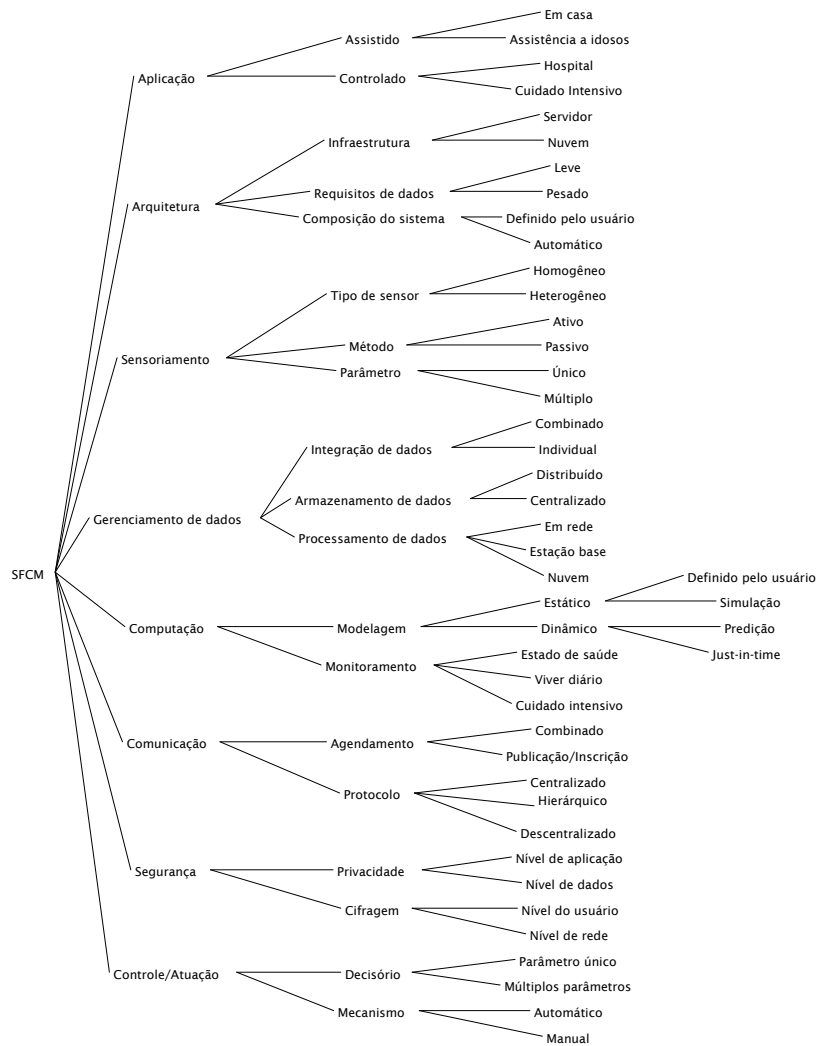 Em casa
Assistido
Assistência a idosos
Hospital
Aplicação
Controlado
Cuidado Intensivo
Servidor
Infraestrutura
Nuvem
Leve
Requisitos de dados
Pesado
Arquitetura
Composição do sistema
Definido pelo usuário
Automático
Homogêneo
Tipo de sensor
Heterogêneo
Ativo
Método
Passivo
Sensoriamento
Parâmetro
Único
Múltiplo
Combinado
Integração de dados
Individual
Distribuído
Armazenamento de dados
Centralizado
Gerenciamento de dados
Em rede
Processamento de dados
Estação base
SFCM
Nuvem
Definido pelo usuário
Estático
Simulação
Computação
Modelagem
Dinâmico
Predição
Estado de saúde
Just-in-time
Monitoramento
Viver diário
Cuidado intensivo
Combinado
Comunicação
Agendamento
Publicação/Inscrição
Centralizado
Protocolo
Hierárquico
Descentralizado
Nível de aplicação
Segurança
Privacidade
Nível de dados
Cifragem
Nível do usuário
Nível de rede
Parâmetro único
Controle/Atuação
Decisório
Múltiplos parâmetros
Mecanismo
Automático
Manual